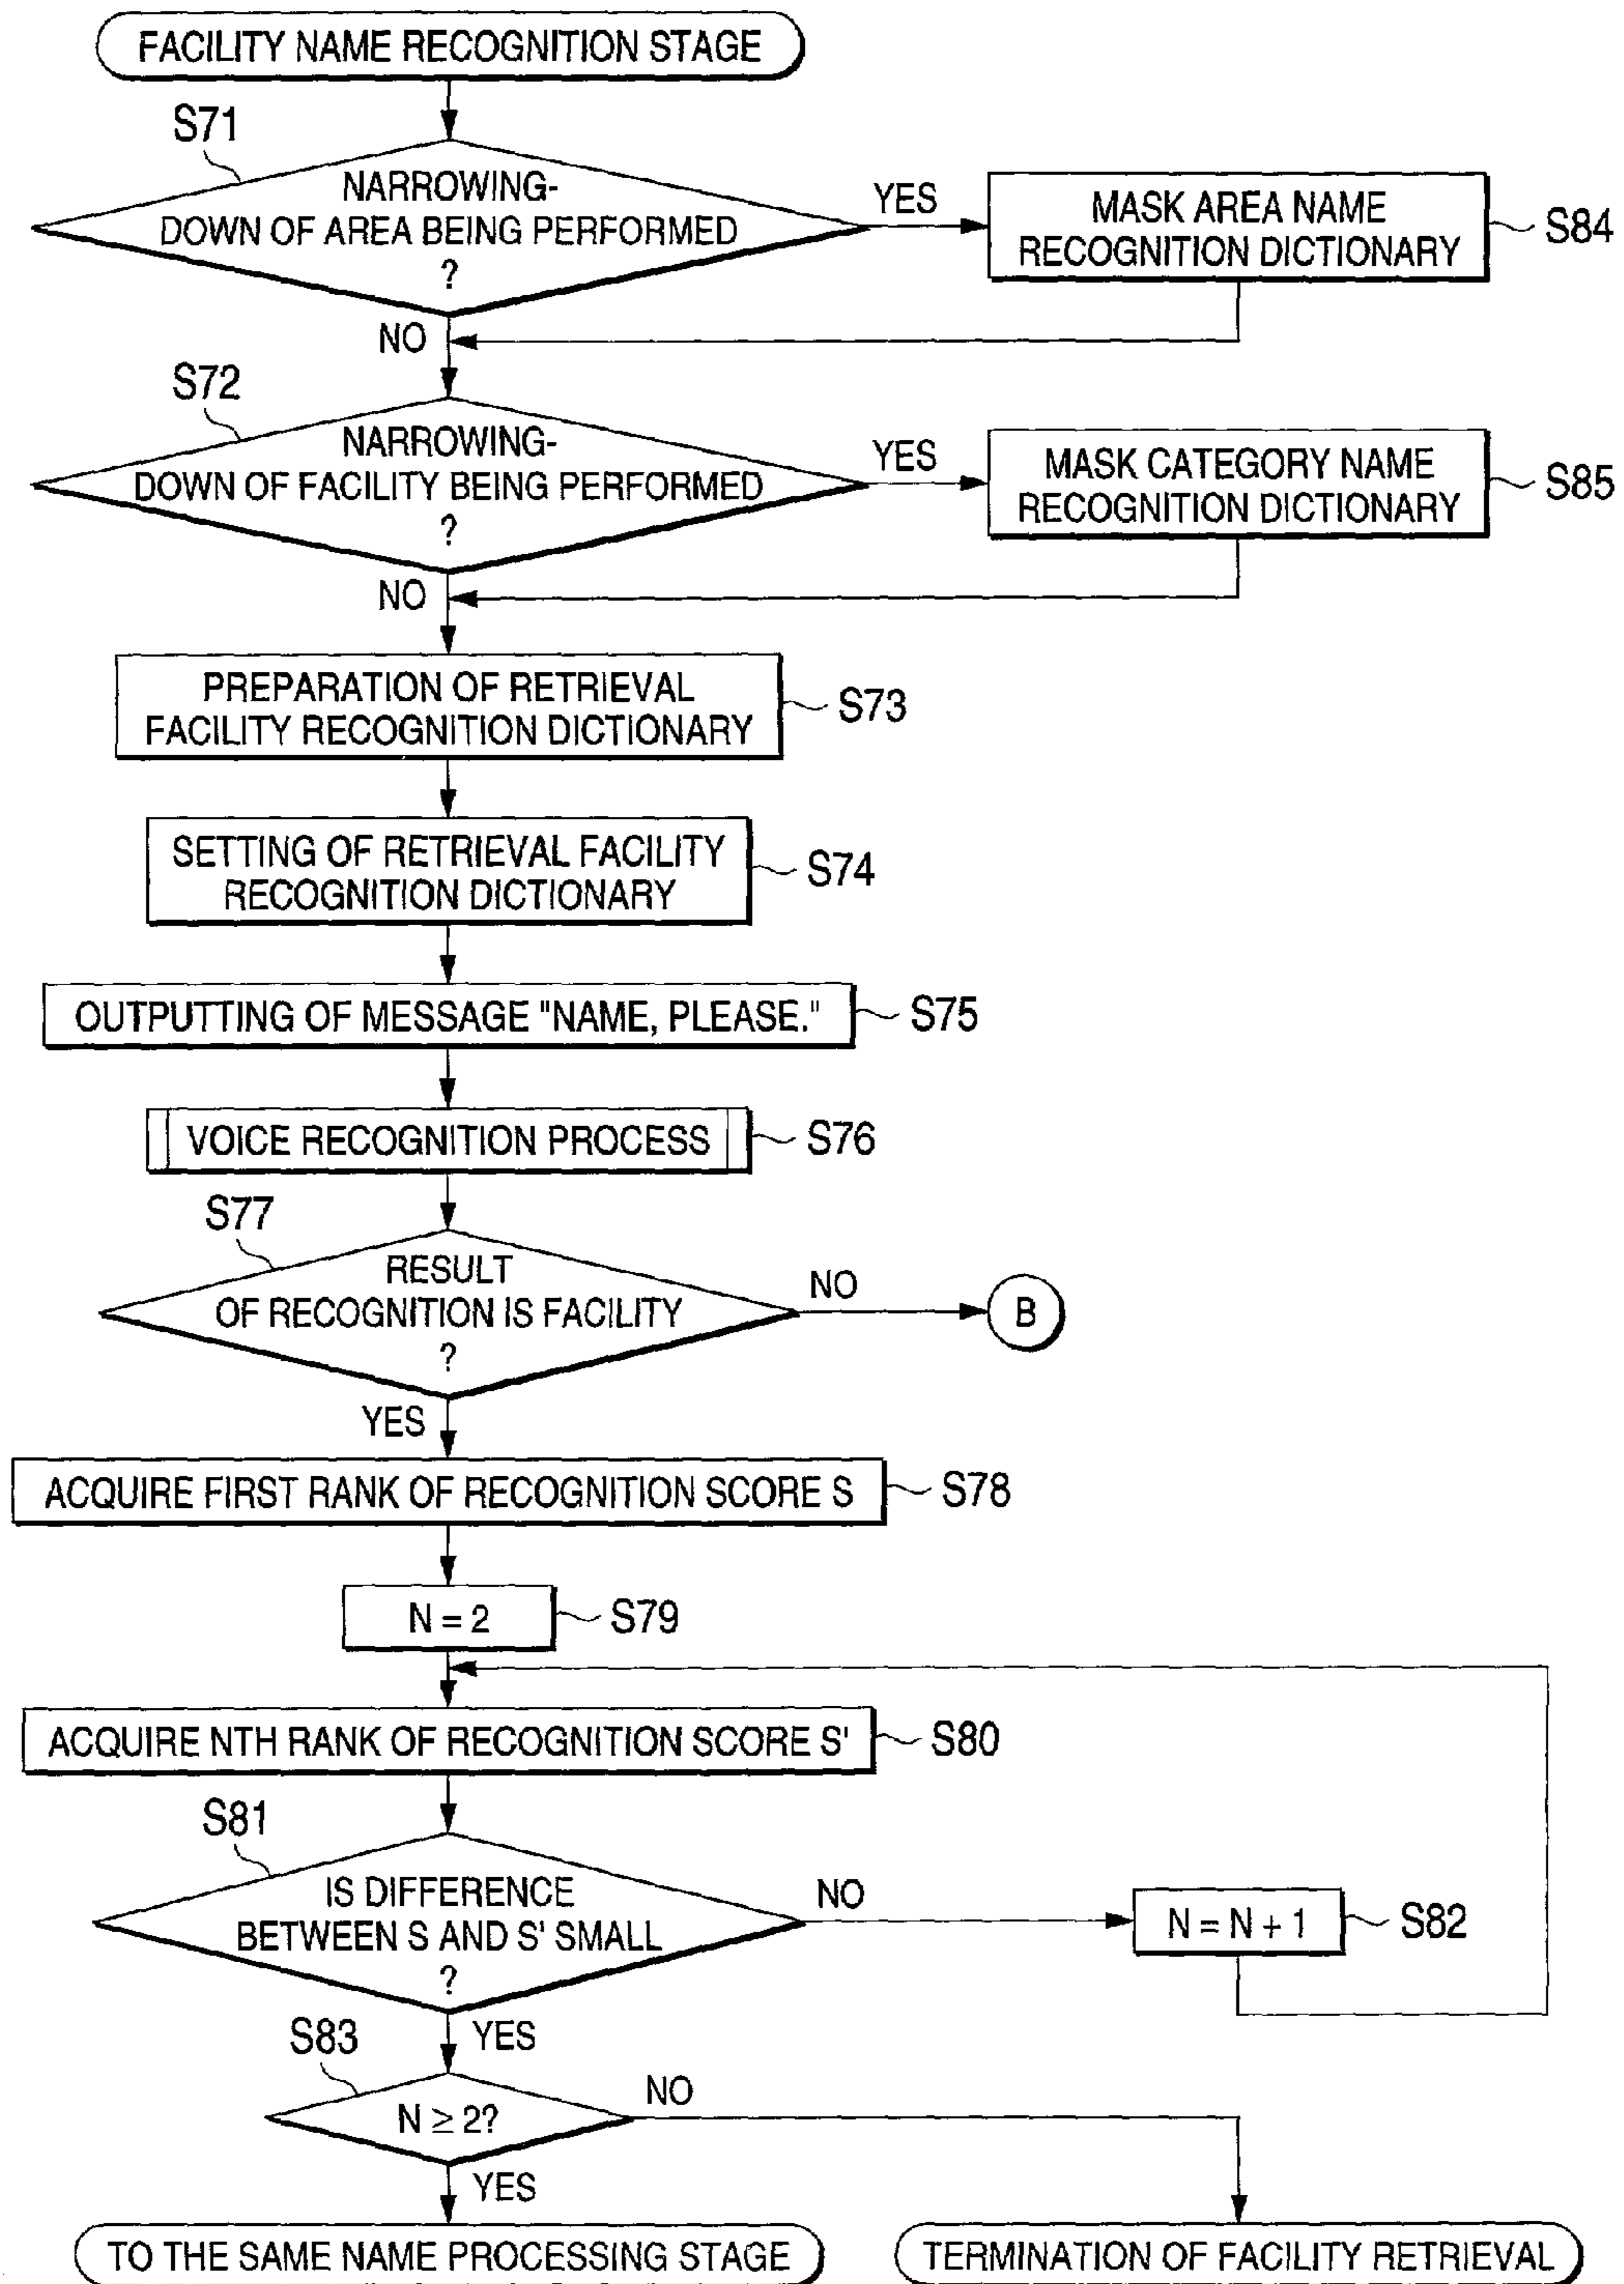 FACILITY NAME RECOGNITION STAGE
S71
NARROWING-
DOWN OF AREA BEING PERFORMED
?
YES
MASK AREA NAME
RECOGNITION DICTIONARY
S84
NO
S72
NARROWING-
DOWN OF FACILITY BEING PERFORMED
?
YES
MASK CATEGORY NAME
RECOGNITION DICTIONARY
S85
NO
PREPARATION OF RETRIEVAL
FACILITY RECOGNITION DICTIONARY
S73
SETTING OF RETRIEVAL FACILITY
RECOGNITION DICTIONARY
S74
OUTPUTTING OF MESSAGE "NAME, PLEASE."
S75
VOICE RECOGNITION PROCESS
S76
S77
RESULT
OF RECOGNITION IS FACILITY
?
NO
B
YES
ACQUIRE FIRST RANK OF RECOGNITION SCORE S
S78
N = 2
S79
ACQUIRE NTH RANK OF RECOGNITION SCORE S'
S80
S81
IS DIFFERENCE
BETWEEN S AND S' SMALL
?
NO
N = N + 1
S82
YES
S83
N ≥ 2?
NO
YES
TO THE SAME NAME PROCESSING STAGE
TERMINATION OF FACILITY RETRIEVAL